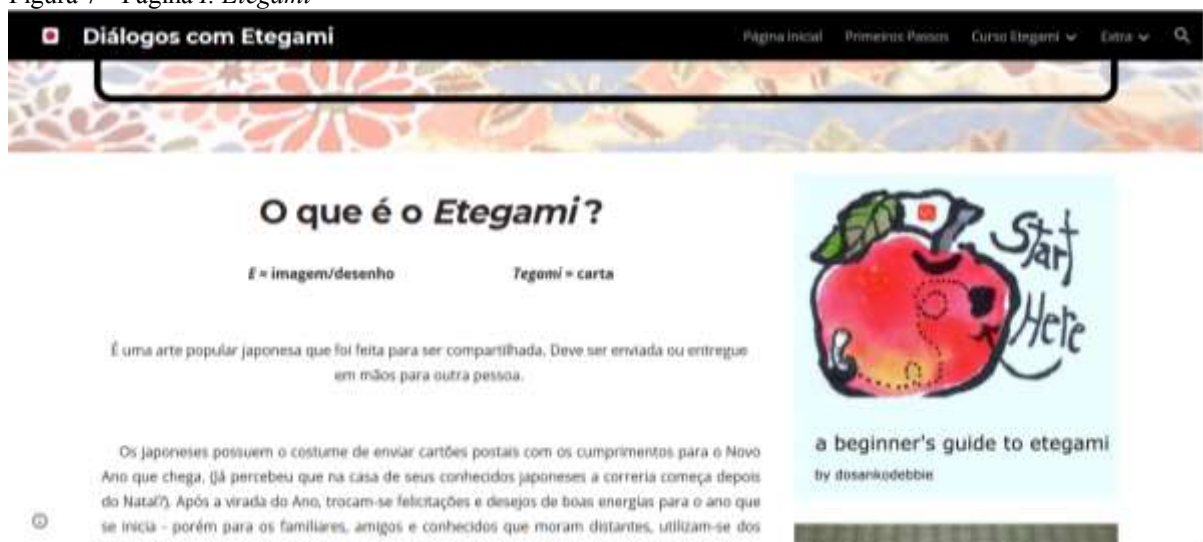 Figura 7 - Página I: Etegami
Diálogos com Etegami
Página Inicial Primeiros Passos Curso Etegami Extra
O que é o Etegami?
E = imagem/desenho Tegami = carta
É uma arte popular japonesa que foi feita para ser compartilhada. Deve ser enviada ou entregue
em mãos para outra pessoa.
Os japoneses possuem o costume de enviar cartões postais com os cumprimentos para o Novo
Ano que chega. (Já percebeu que na casa de seus conhecidos japoneses a correria começa depois
do Natal?). Após a virada do Ano, trocam-se felicitações e desejos de boas energias para o ano que
se inicia - porém para os familiares, amigos e conhecidos que moram distantes, utilizam-se dos
Start
Here
a beginner's guide to etegami
by dosankodebbie